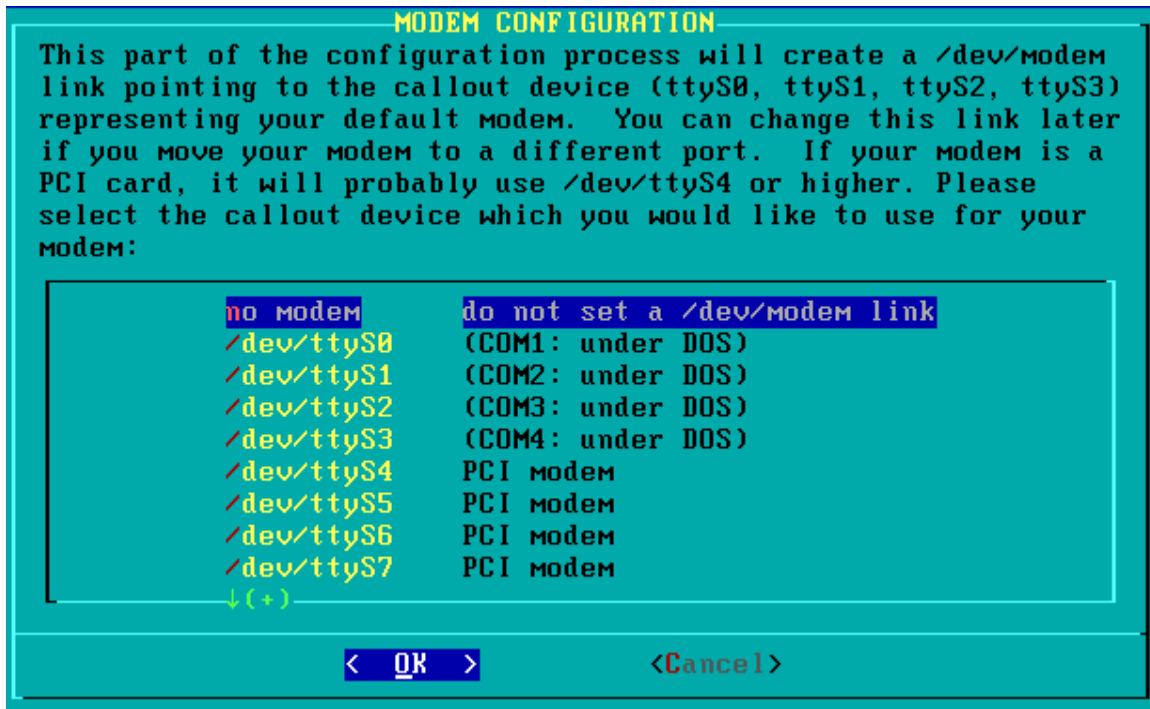 MODEM CONFIGURATION
This part of the configuration process will create a /dev/modem
link pointing to the callout device (ttyS0, ttyS1, ttyS2, ttyS3)
representing your default modem.  You can change this link later
if you move your modem to a different port.  If your modem is a
PCI card, it will probably use /dev/ttyS4 or higher. Please
select the callout device which you would like to use for your
modem:
no modem do not set a /dev/modem link
/dev/ttyS0 (COM1: under DOS)
/dev/ttyS1 (COM2: under DOS)
/dev/ttyS2 (COM3: under DOS)
/dev/ttyS3 (COM4: under DOS)
/dev/ttyS4 PCI modem
/dev/ttyS5 PCI modem
/dev/ttyS6 PCI modem
/dev/ttyS7 PCI modem
↓(+)
< OK > <Cancel>